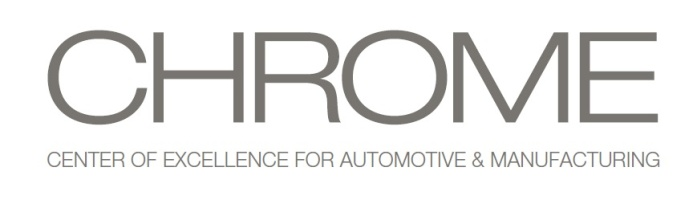 CHROME
CENTER OF EXCELLENCE FOR AUTOMOTIVE & MANUFACTURING